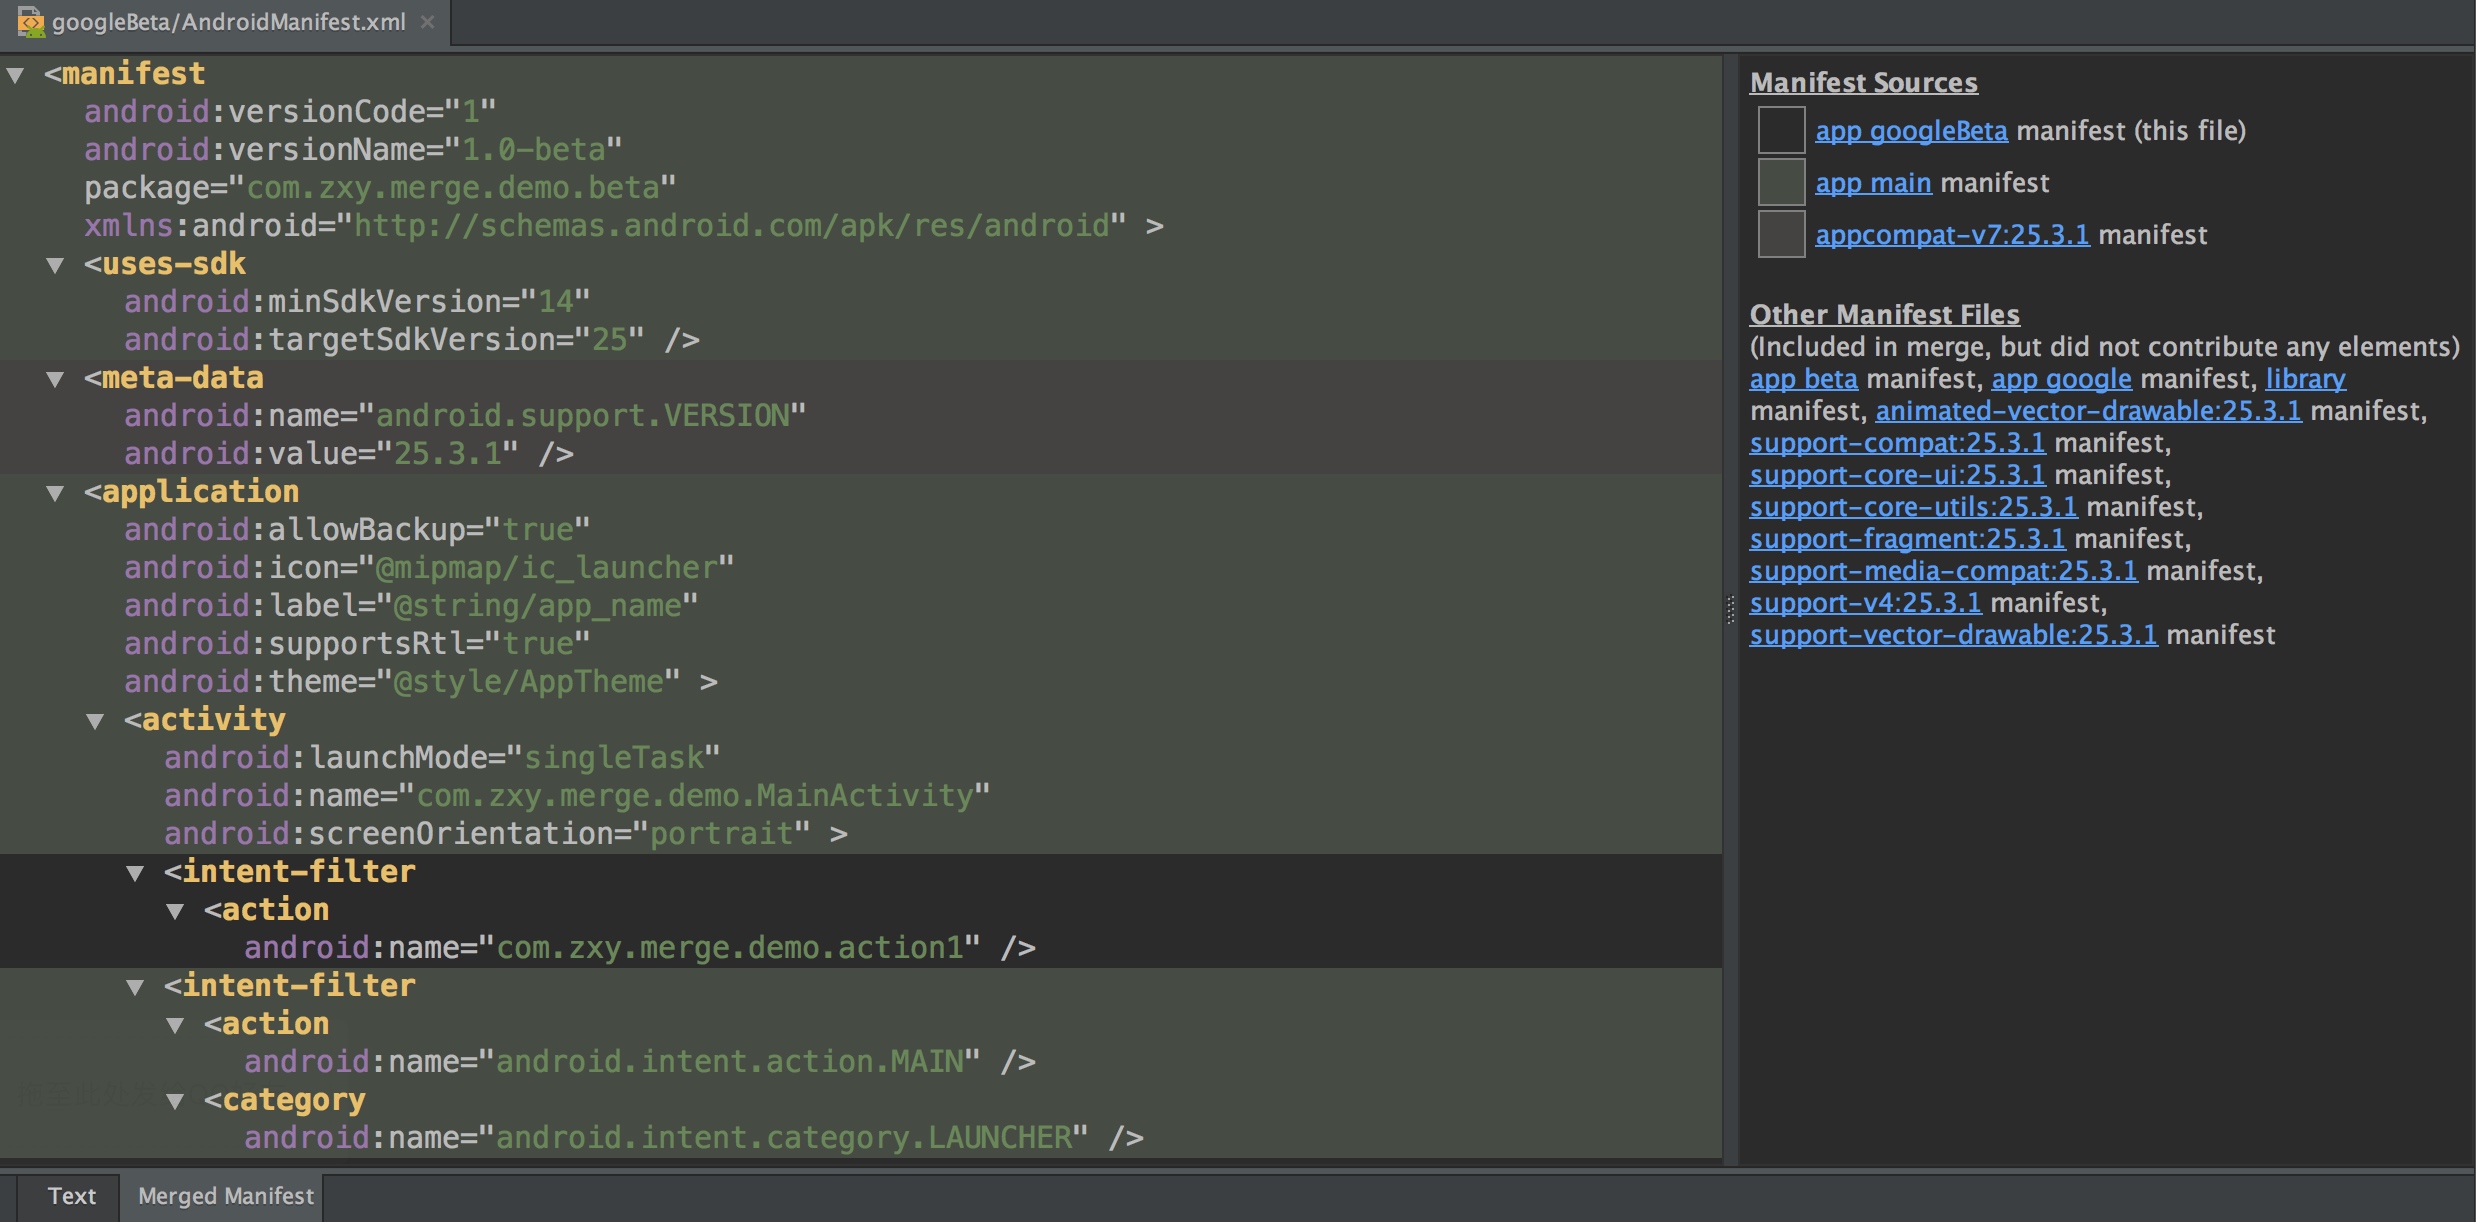 googleBeta/AndroidManifest.xml
<manifest
android:versionCode="1"
android:versionName="1.0-beta"
package="com.zxy.merge.demo.beta"
xmlns:android="http://schemas.android.com/apk/res/android" >
<uses-sdk
android:minSdkVersion="14"
android:targetSdkVersion="25" />
<meta-data
android:name="android.support.VERSION"
android:value="25.3.1" />
<application
android:allowBackup="true"
android:icon="@mipmap/ic_launcher"
android:label="@string/app_name"
android:supportsRtl="true"
android:theme="@style/AppTheme" >
<activity
android:launchMode="singleTask"
android:name="com.zxy.merge.demo.MainActivity"
android:screenOrientation="portrait" >
<intent-filter
<action
android:name="com.zxy.merge.demo.action1" />
<intent-filter
<action
android:name="android.intent.action.MAIN" />
<category
android:name="android.intent.category.LAUNCHER" />
Manifest Sources
app googleBeta manifest (this file)
app main manifest
appcompat-v7:25.3.1 manifest
Other Manifest Files
(Included in merge, but did not contribute any elements)
app beta manifest, app google manifest, library
manifest, animated-vector-drawable:25.3.1 manifest,
support-compat:25.3.1 manifest,
support-core-ui:25.3.1 manifest,
support-core-utils:25.3.1 manifest,
support-fragment:25.3.1 manifest,
support-media-compat:25.3.1 manifest,
support-v4:25.3.1 manifest,
support-vector-drawable:25.3.1 manifest
Text
Merged Manifest